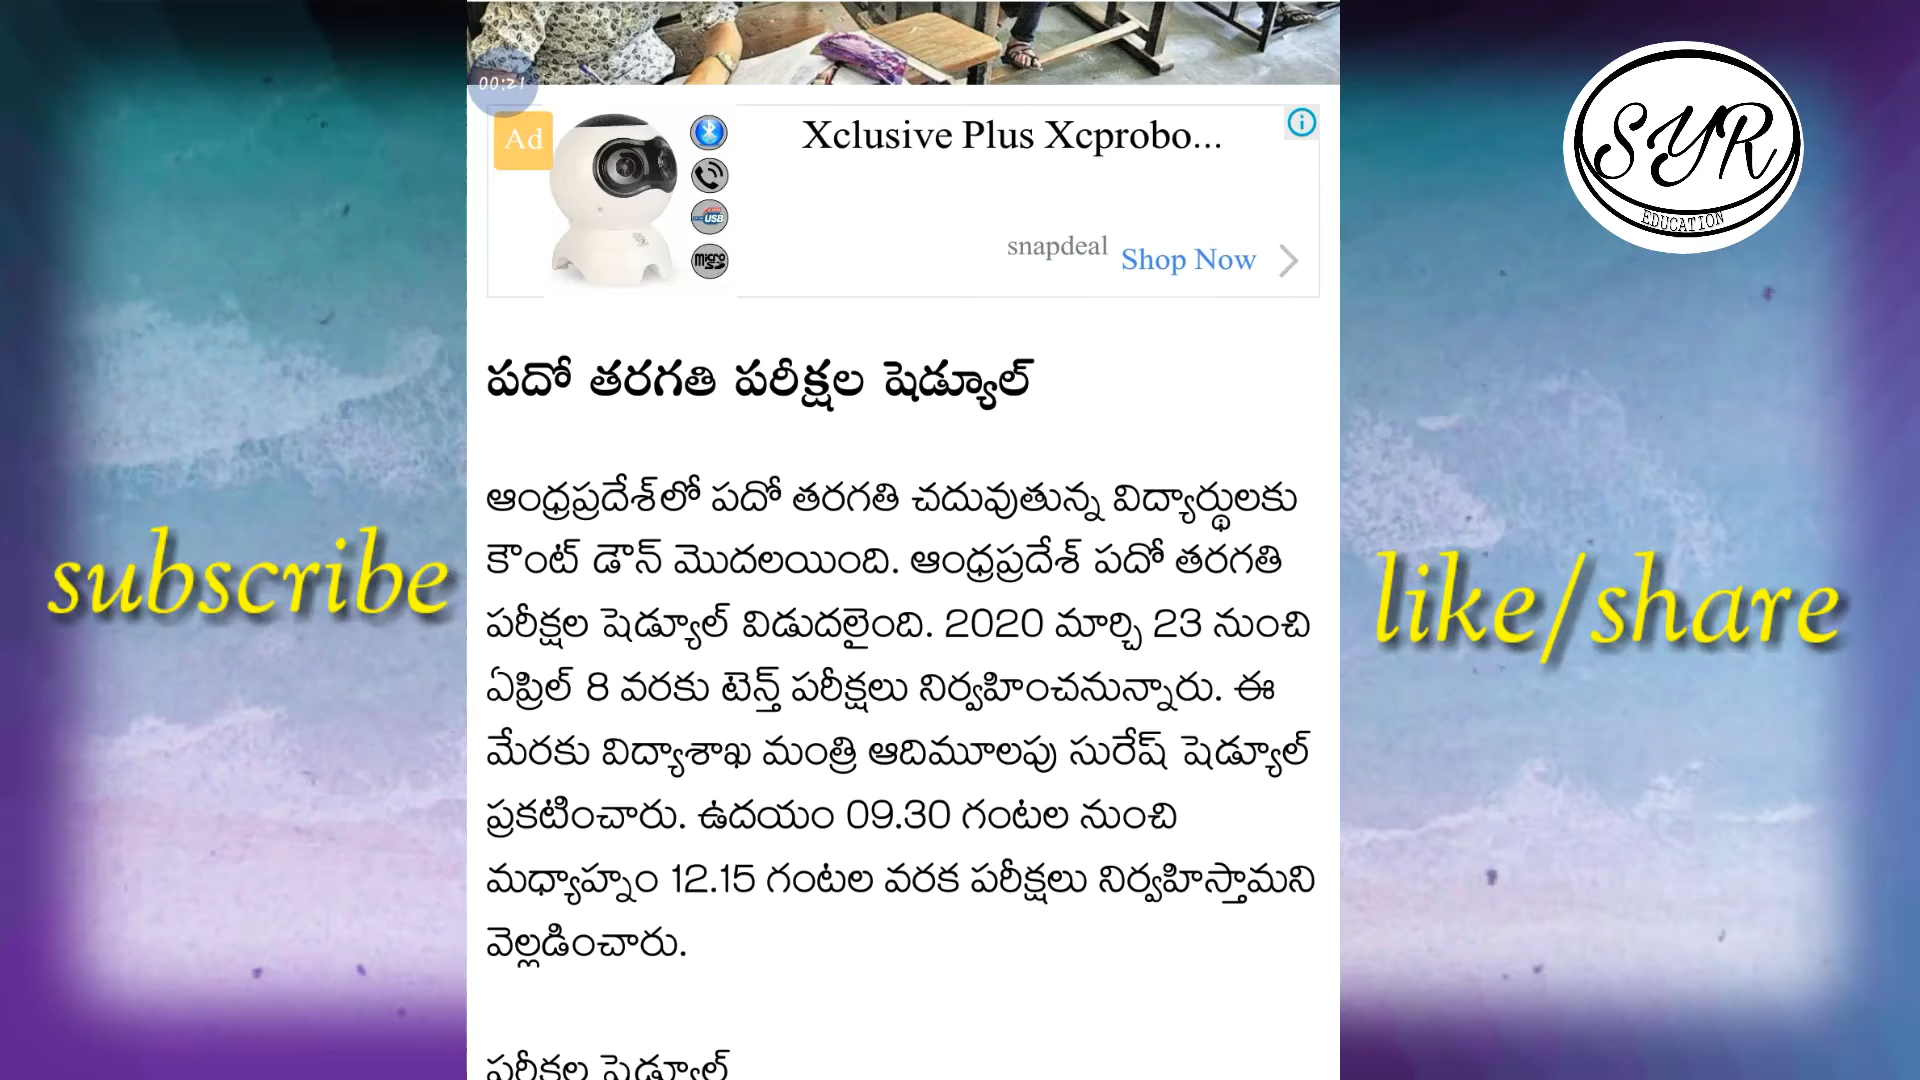 00:21
Ad
Xclusive Plus Xcprobo...
USB
micro
snapdeal
Shop Now
SYR
EDUCATION
పదో తరగతి పరీక్షల షెడ్యూల్
ఆంధ్రప్రదేశ్‌లో పదో తరగతి చదువుతున్న విద్యార్థులకు
కౌంట్ డౌన్ మొదలయింది. ఆంధ్రప్రదేశ్ పదో తరగతి
పరీక్షల షెడ్యూల్ విడుదలైంది. 2020 మార్చి 23 నుంచి
ఏప్రిల్ 8 వరకు టెన్త్ పరీక్షలు నిర్వహించనున్నారు. ఈ
మేరకు విద్యాశాఖ మంత్రి ఆదిమూలపు సురేష్ షెడ్యూల్
ప్రకటించారు. ఉదయం 09.30 గంటల నుంచి
మధ్యాహ్నం 12.15 గంటల వరక పరీక్షలు నిర్వహిస్తామని
వెల్లడించారు.
పరీక్షల షెడ్యూల్
subscribe
like/share